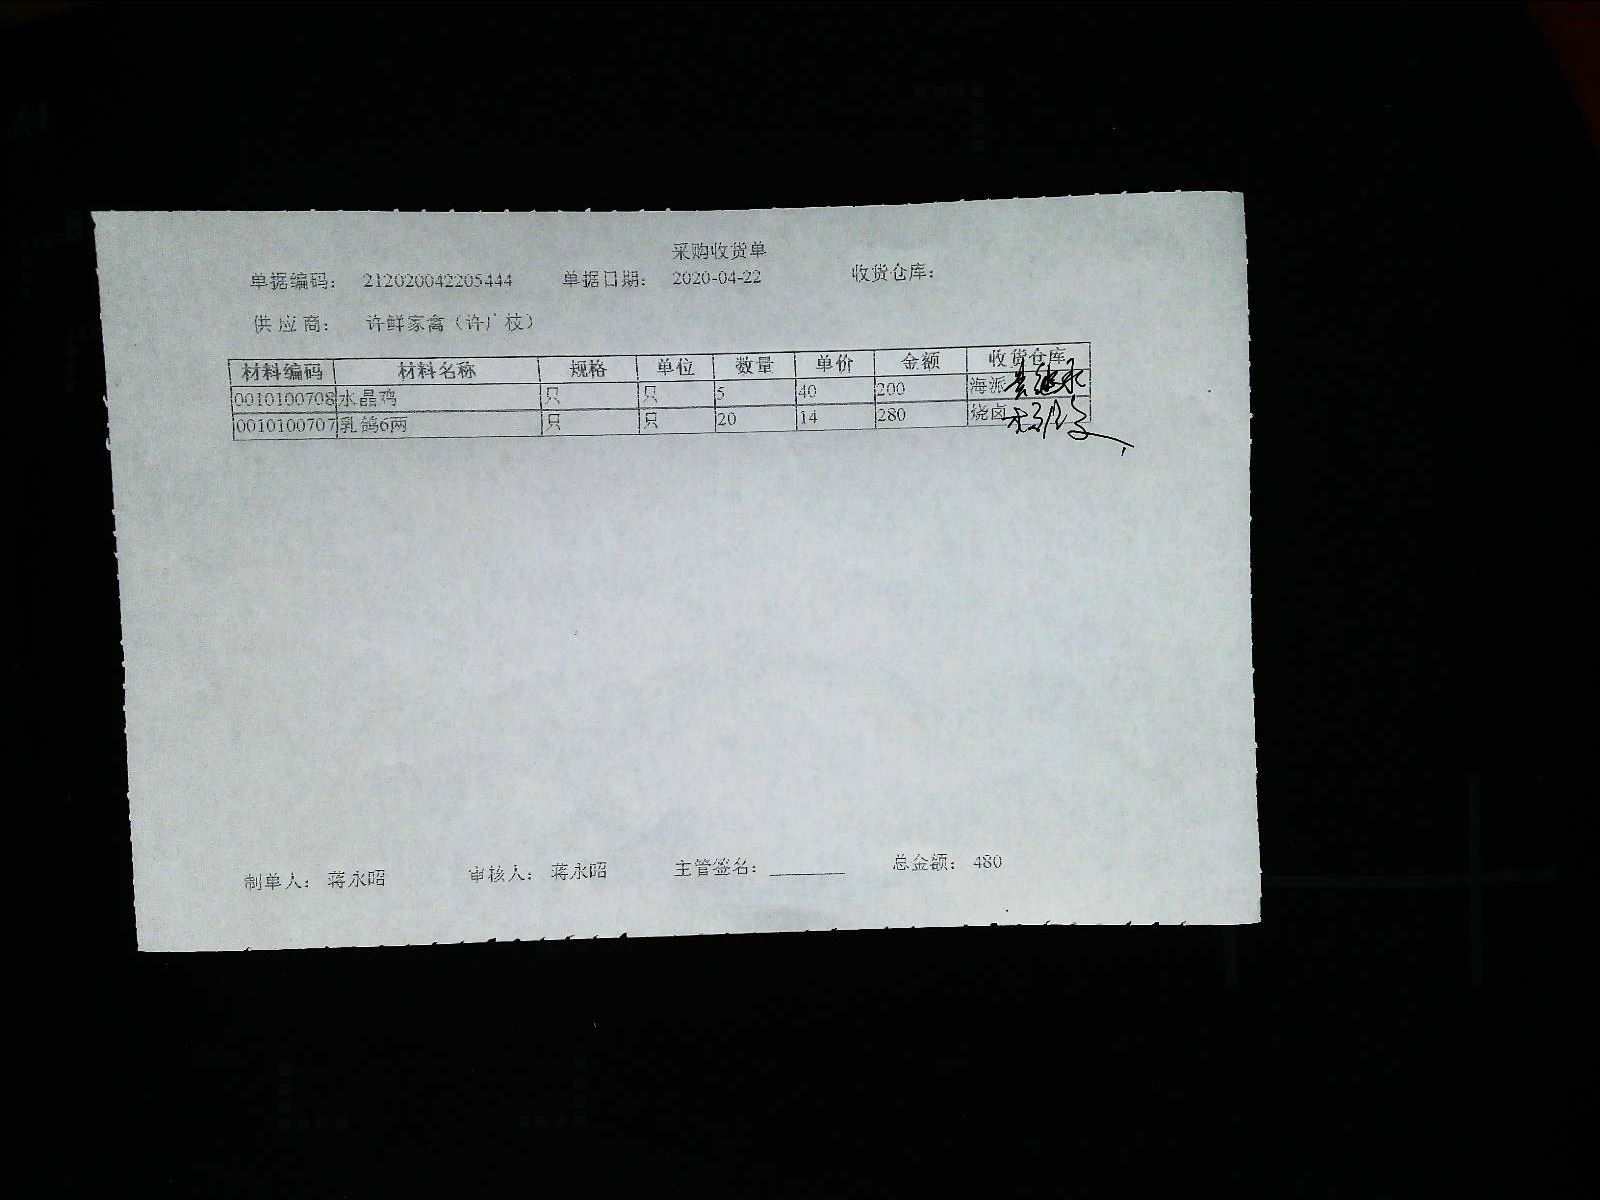 采购收货单
单据编码： 212020042205444 单据日期： 2020-04-22 收货仓库：
供应商： 许鲜家禽（许广枝）
材料编码 材料名称 规格 单位 数量 单价 金额 收货仓库
0010100708 水晶鸡 只 只 5 40 200 海派
0010100707 乳鸽6两 只 只 20 14 280 烧卤
制单人： 蒋永昭 审核人： 蒋永昭 主管签名： 总金额： 480